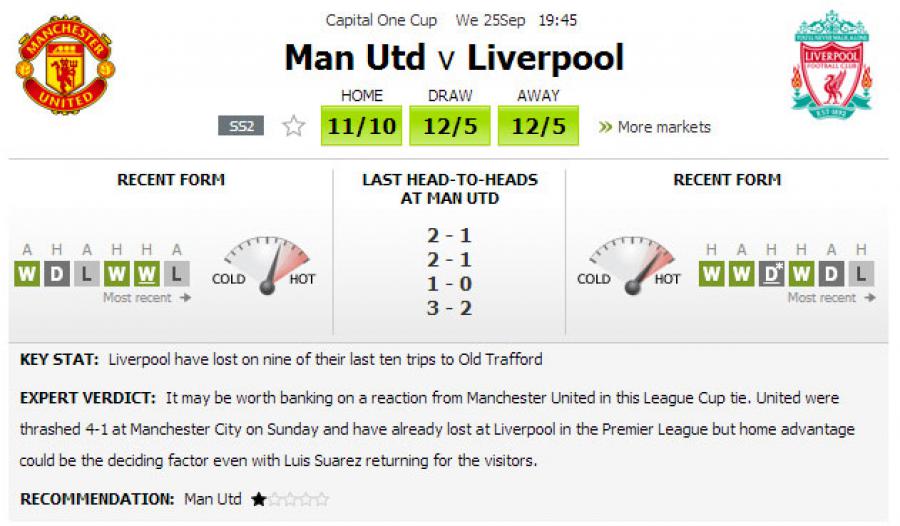 Capital One Cup We 25Sep 19:45
MANCHESTER
UNITED
Man Utd v Liverpool
YOU'LL NEVER WALK ALONE
LIVERPOOL
FOOTBALL CLUB
EST 1892
HOME DRAW AWAY
SS2 11/10 12/5 12/5 » More markets
RECENT FORM
LAST HEAD-TO-HEADS
AT MAN UTD
RECENT FORM
A H A H H A
W D L W W L
Most recent
COLD HOT
2 - 1
2 - 1
1 - 0
3 - 2
COLD HOT
H A H H A H
W W D* W D L
Most recent
KEY STAT: Liverpool have lost on nine of their last ten trips to Old Trafford
EXPERT VERDICT: It may be worth banking on a reaction from Manchester United in this League Cup tie. United were
thrashed 4-1 at Manchester City on Sunday and have already lost at Liverpool in the Premier League but home advantage
could be the deciding factor even with Luis Suarez returning for the visitors.
RECOMMENDATION: Man Utd